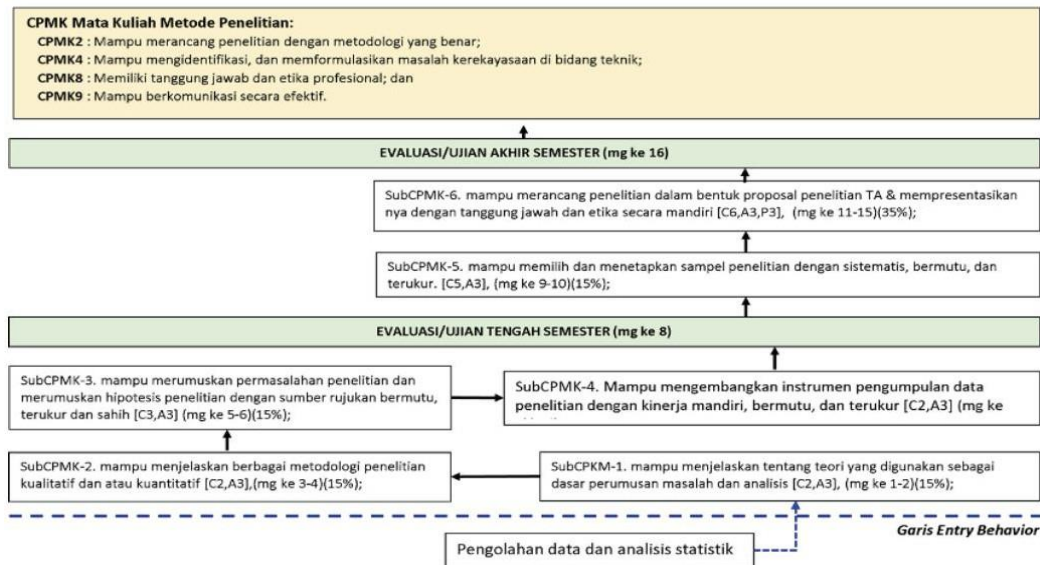 CPMK Mata Kuliah Metode Penelitian:
CPMK2 : Mampu merancang penelitian dengan metodologi yang benar;
CPMK4 : Mampu mengidentifikasi, dan memformulasikan masalah kerekayasaan di bidang teknik;
CPMK8 : Memiliki tanggung jawab dan etika profesional; dan
CPMK9 : Mampu berkomunikasi secara efektif.
EVALUASI/UJIAN AKHIR SEMESTER (mg ke 16)
SubCPMK-6. mampu merancang penelitian dalam bentuk proposal penelitian TA & mempresentasikan
nya dengan tanggung jawah dan etika secara mandiri [C6,A3,P3], (mg ke 11-15)(35%);
SubCPMK-5. mampu memilih dan menetapkan sampel penelitian dengan sistematis, bermutu, dan
terukur. [C5,A3], (mg ke 9-10)(15%);
EVALUASI/UJIAN TENGAH SEMESTER (mg ke 8)
SubCPMK-3. mampu merumuskan permasalahan penelitian dan
merumuskan hipotesis penelitian dengan sumber rujukan bermutu,
terukur dan sahih [C3,A3] (mg ke 5-6)(15%);
SubCPMK-4. Mampu mengembangkan instrumen pengumpulan data
penelitian dengan kinerja mandiri, bermutu, dan terukur [C2,A3] (mg ke
SubCPMK-2. mampu menjelaskan berbagai metodologi penelitian
kualitatif dan atau kuantitatif [C2,A3],(mg ke 3-4)(15%);
SubCPKM-1. mampu menjelaskan tentang teori yang digunakan sebagai
dasar perumusan masalah dan analisis [C2,A3], (mg ke 1-2)(15%);
Garis Entry Behavior
Pengolahan data dan analisis statistik